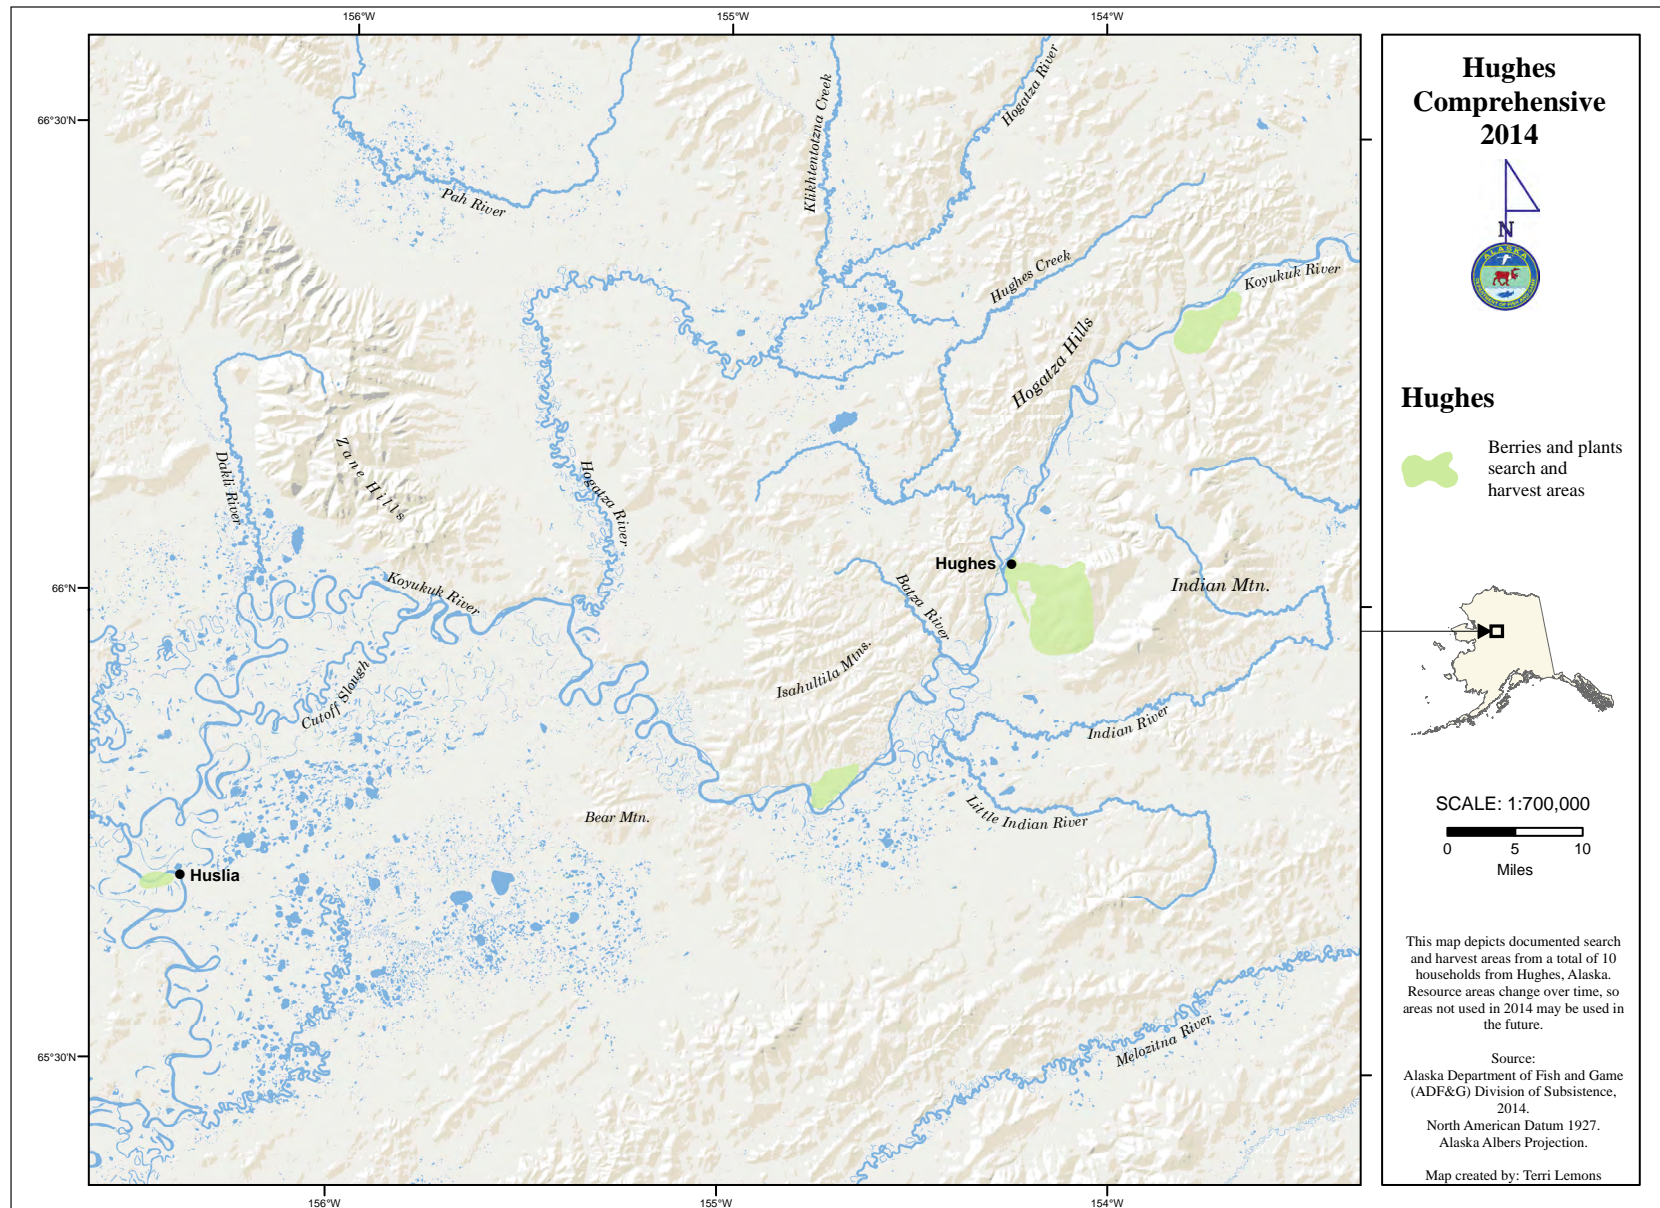 156°W
155°W
154°W
66°30'N
66°N
65°30'N
156°W
155°W
154°W
Pah River
Klikhtentotzna Creek
Hogatza River
Hughes Creek
Koyukuk River
Hogatza Hills
Zane Hills
Dakli River
Hogatza River
Koyukuk River
Hughes
Batza River
Indian Mtn.
Isahultila Mtns.
Cutoff Slough
Indian River
Bear Mtn.
Little Indian River
Huslia
Melozitna River
Hughes
Comprehensive
2014
N
ALASKA
Hughes
Berries and plants
search and
harvest areas
SCALE: 1:700,000
0 5 10
Miles
This map depicts documented search
and harvest areas from a total of 10
households from Hughes, Alaska.
Resource areas change over time, so
areas not used in 2014 may be used in
the future.
Source:
Alaska Department of Fish and Game
(ADF&G) Division of Subsistence,
2014.
North American Datum 1927.
Alaska Albers Projection.
Map created by: Terri Lemons